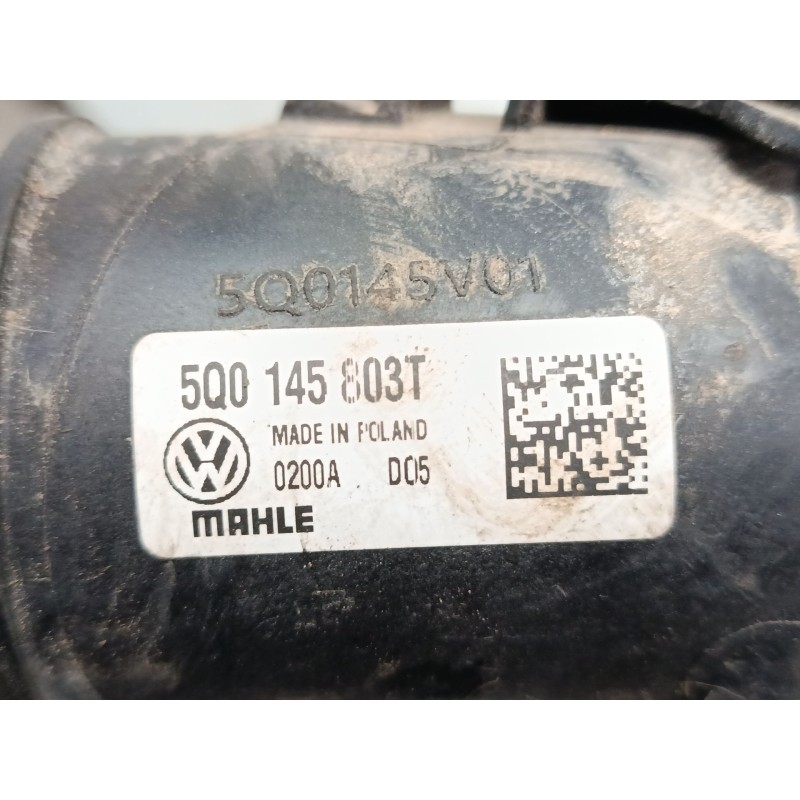 5Q0145V01
5Q0 145 803T
MADE IN POLAND
0200A D05
MAHLE